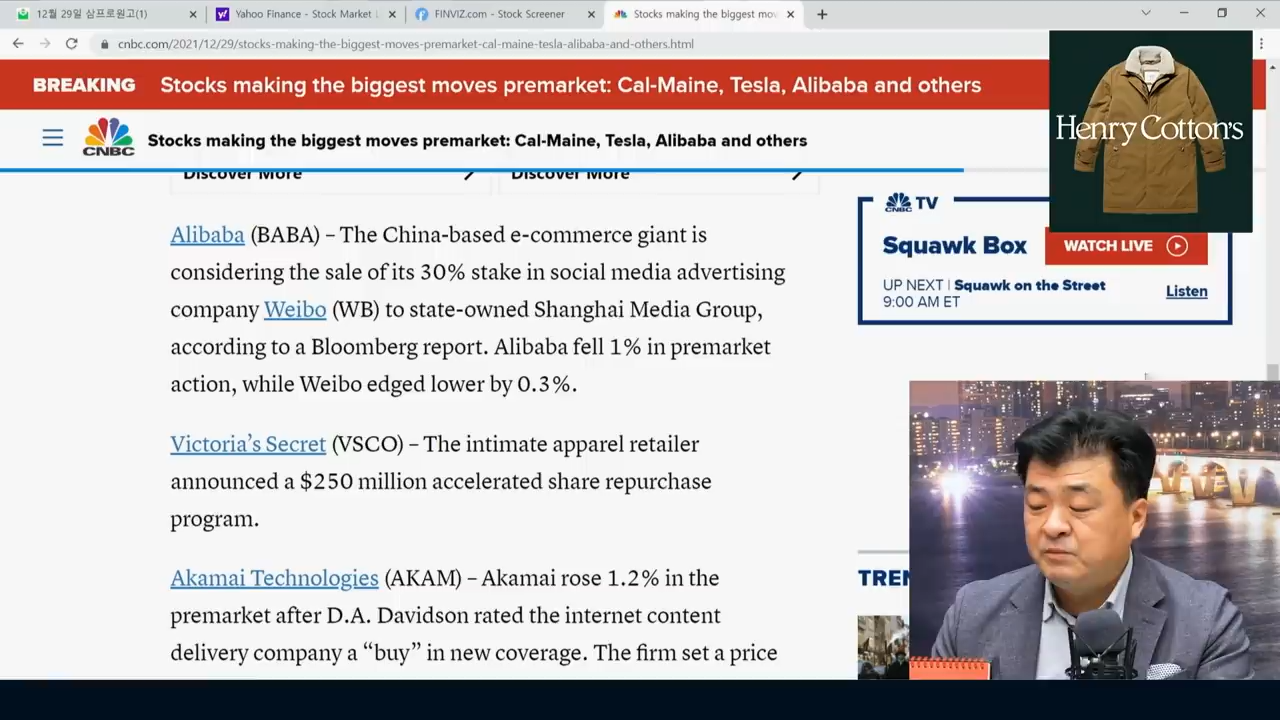 12월 29일 삼프로원고(1)
Yahoo Finance - Stock Market
FINVIZ.com - Stock Screener
Stocks making the biggest mov
cnbc.com/2021/12/29/stocks-making-the-biggest-moves-premarket-cal-maine-tesla-alibaba-and-others.html
BREAKING Stocks making the biggest moves premarket: Cal-Maine, Tesla, Alibaba and others
CNBC Stocks making the biggest moves premarket: Cal-Maine, Tesla, Alibaba and others
Henry Cotton's
Discover More
Discover More
Alibaba (BABA) – The China-based e-commerce giant is
considering the sale of its 30% stake in social media advertising
company Weibo (WB) to state-owned Shanghai Media Group,
according to a Bloomberg report. Alibaba fell 1% in premarket
action, while Weibo edged lower by 0.3%.
Victoria's Secret (VSCO) – The intimate apparel retailer
announced a $250 million accelerated share repurchase
program.
Akamai Technologies (AKAM) – Akamai rose 1.2% in the
premarket after D.A. Davidson rated the internet content
delivery company a “buy” in new coverage. The firm set a price
CNBC TV
Squawk Box
WATCH LIVE
UP NEXT | Squawk on the Street
9:00 AM ET
Listen
TREN